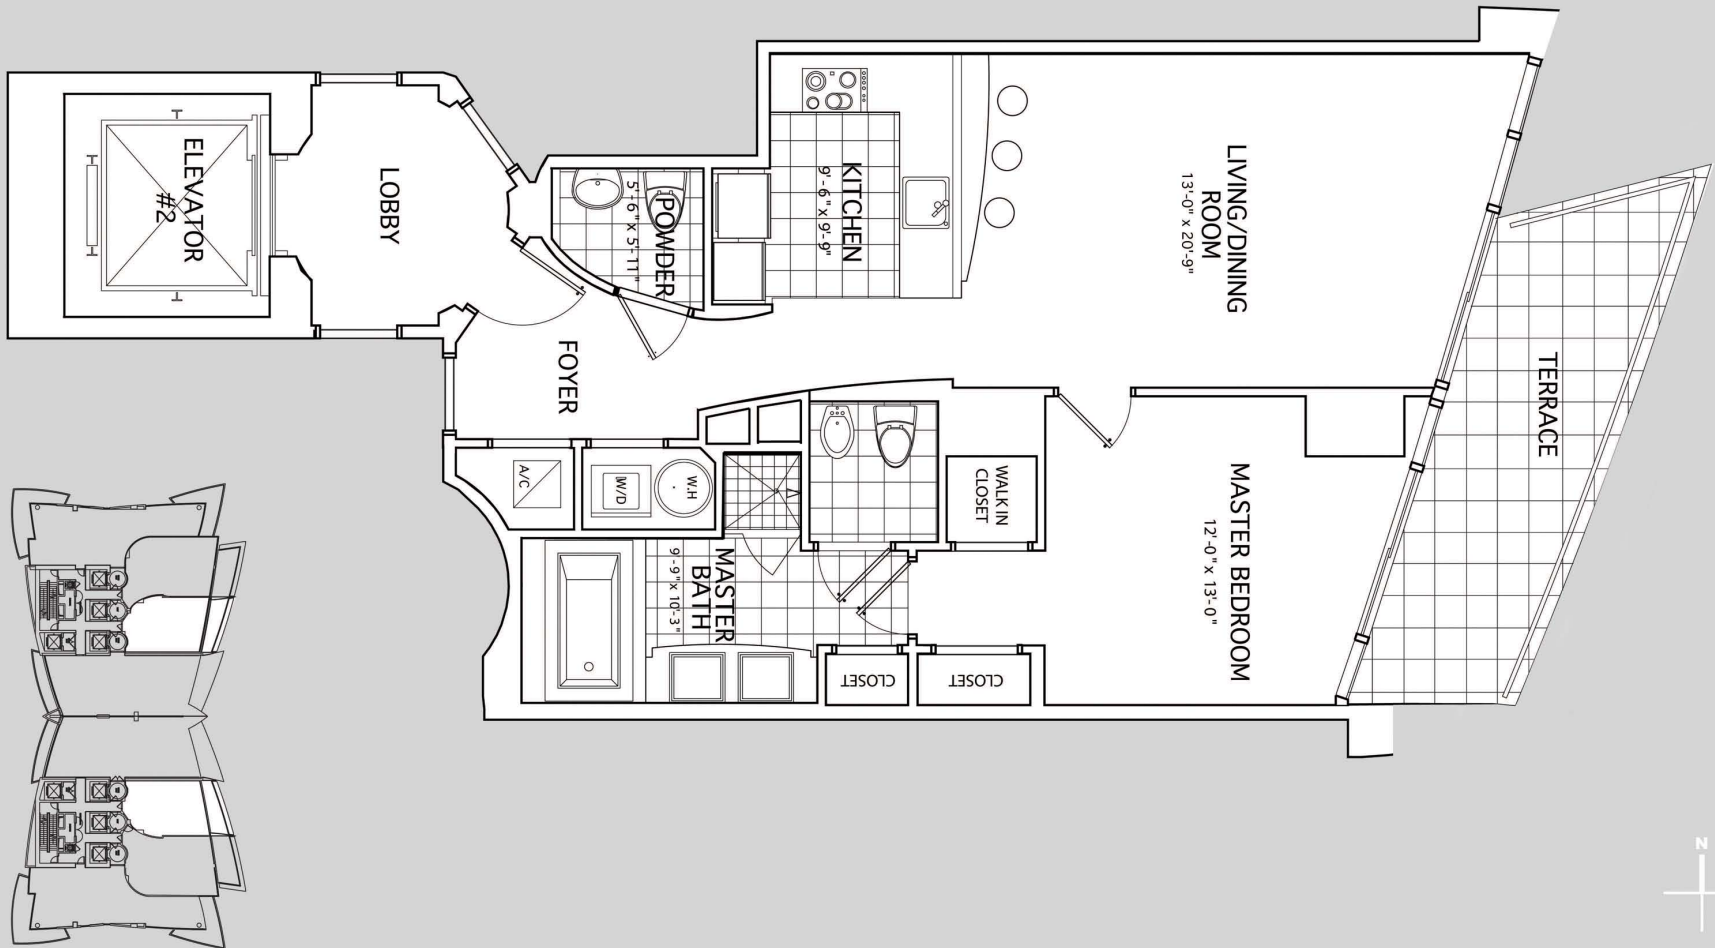 ELEVATOR
#2
LOBBY
POWDER
5'-6" x 5'-11"
KITCHEN
9'-6" x 9'-9"
LIVING/DINING
ROOM
13'-0" x 20'-9"
TERRACE
FOYER
A/C
W/D
W.H
WALK IN
CLOSET
MASTER BEDROOM
12'-0" x 13'-0"
MASTER
BATH
9'-9" x 10'-3"
CLOSET
CLOSET
N